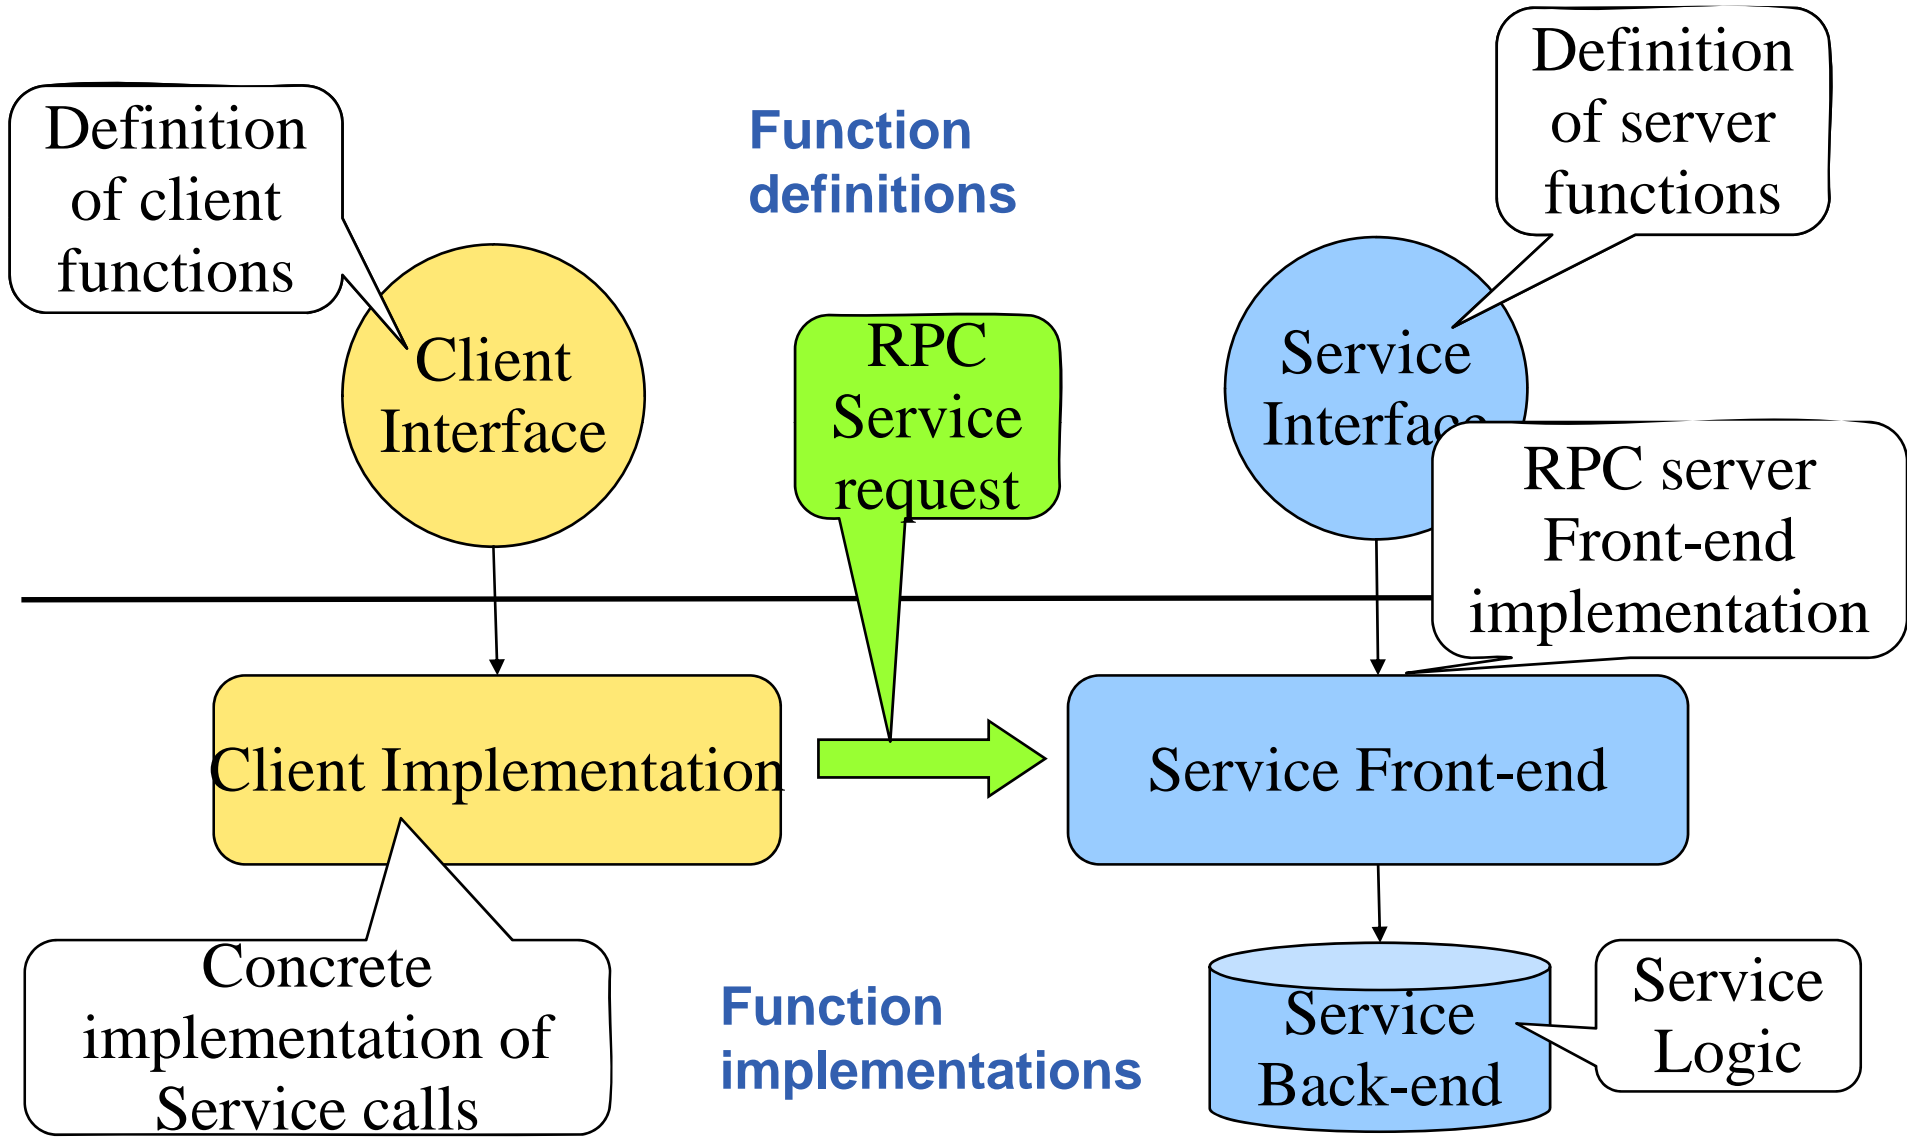 Definition
of client
functions
Function
definitions
Definition
of server
functions
Client
Interface
RPC
Service
request
Service
Interface
RPC server
Front-end
implementation
Client Implementation
Service Front-end
Concrete
implementation of
Service calls
Function
implementations
Service
Back-end
Service
Logic